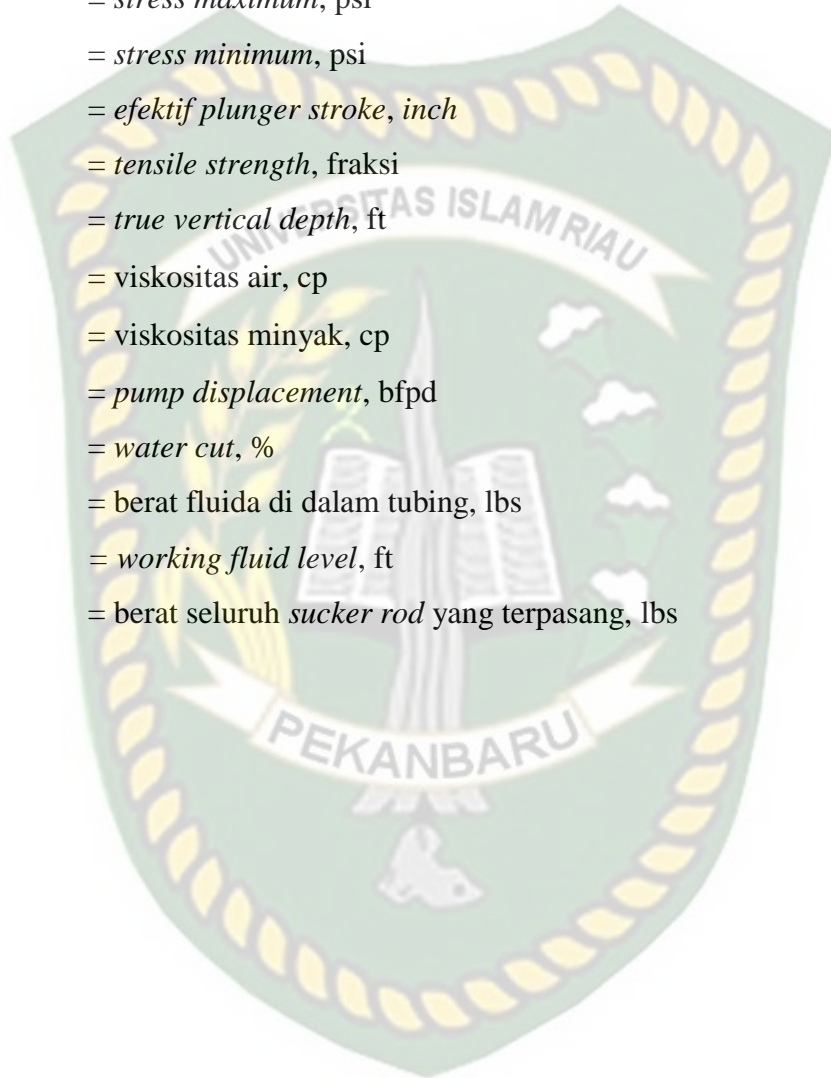 = stress maximum, psi
= stress minimum, psi
= efektif plunger stroke, inch
= tensile strength, fraksi
= true vertical depth, ft
UNIVERSITAS ISLAM RIAU
= viskositas air, cp
= viskositas minyak, cp
= pump displacement, bfpd
= water cut, %
= berat fluida di dalam tubing, lbs
= working fluid level, ft
= berat seluruh sucker rod yang terpasang, lbs
PEKANBARU